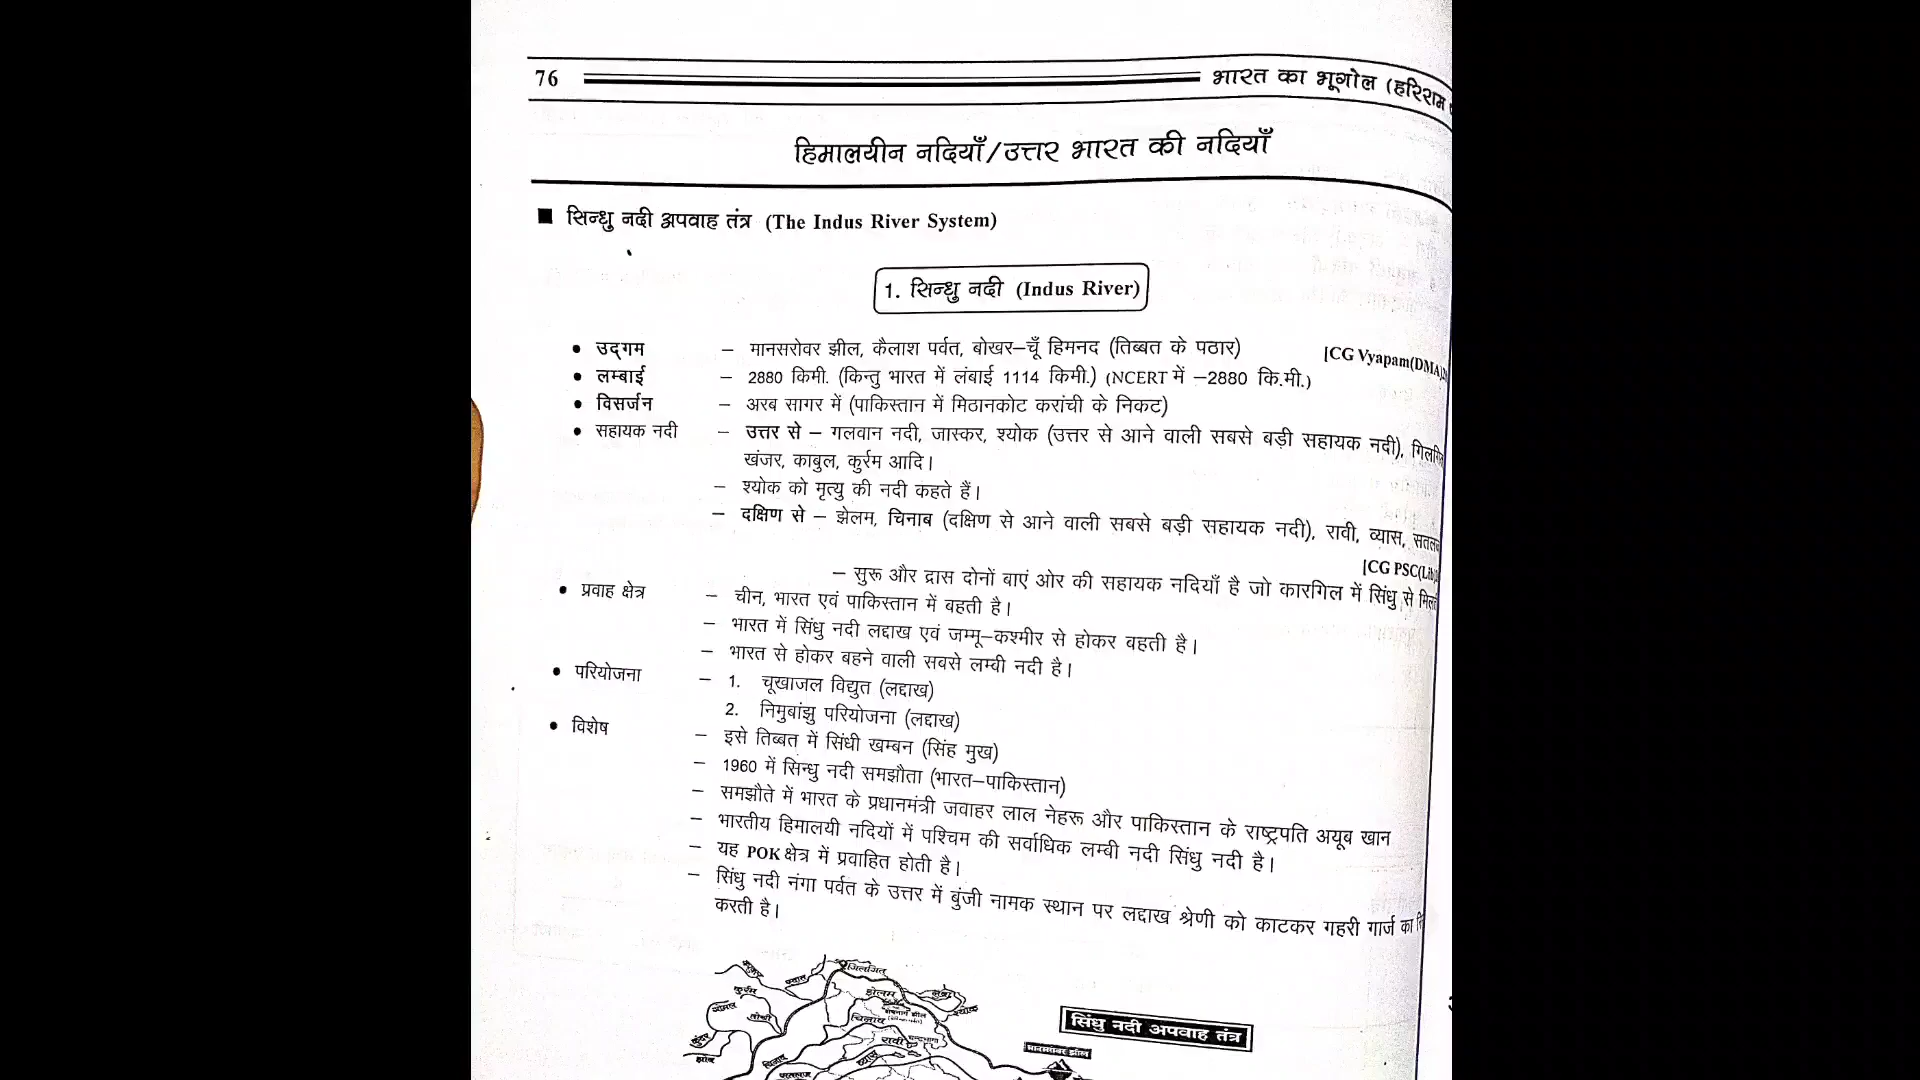 76
भारत का भूगोल (हरिराम
हिमालयीन नदियाँ/उत्तर भारत की नदियाँ
■ सिन्धु नदी अपवाह तंत्र (The Indus River System)
1. सिन्धु नदी (Indus River)
• उद्गम – मानसरोवर झील, कैलाश पर्वत, बोखर–चूँ हिमनद (तिब्बत के पठार) [CG Vyapam(DMA)
• लम्बाई – 2880 किमी. (किन्तु भारत में लंबाई 1114 किमी.) (NCERT में –2880 कि.मी.)
• विसर्जन – अरब सागर में (पाकिस्तान में मिठानकोट करांची के निकट)
• सहायक नदी – उत्तर से – गलवान नदी, जास्कर, श्योक (उत्तर से आने वाली सबसे बड़ी सहायक नदी),
खंजर, काबुल, कुर्रम आदि।
– श्योक को मृत्यु की नदी कहते हैं।
– दक्षिण से – झेलम, चिनाब (दक्षिण से आने वाली सबसे बड़ी सहायक नदी), रावी, व्यास,
[CG PSC(Lib)
– सुरू और द्रास दोनों बाएं ओर की सहायक नदियाँ है जो कारगिल में सिंधु से
• प्रवाह क्षेत्र – चीन, भारत एवं पाकिस्तान में बहती है।
– भारत में सिंधु नदी लद्दाख एवं जम्मू–कश्मीर से होकर बहती है।
– भारत से होकर बहने वाली सबसे लम्बी नदी है।
• परियोजना – 1. चूखाजल विद्युत (लद्दाख)
2. निमुबांझु परियोजना (लद्दाख)
• विशेष – इसे तिब्बत में सिंधी खम्बन (सिंह मुख)
– 1960 में सिन्धु नदी समझौता (भारत–पाकिस्तान)
– समझौते में भारत के प्रधानमंत्री जवाहर लाल नेहरू और पाकिस्तान के राष्ट्रपति अयूब खान
– भारतीय हिमालयी नदियों में पश्चिम की सर्वाधिक लम्बी नदी सिंधु नदी है।
– यह POK क्षेत्र में प्रवाहित होती है।
– सिंधु नदी नंगा पर्वत के उत्तर में बुंजी नामक स्थान पर लद्दाख श्रेणी को काटकर गहरी गार्ज का
करती है।
गिलगित
कुर्रम
झेलम
श्योक
गोमल
तोची
चिनाब
रावी
सिंधु नदी अपवाह तंत्र
मानसरोवर झील
झोब
चिनाब
व्यास
सतलज